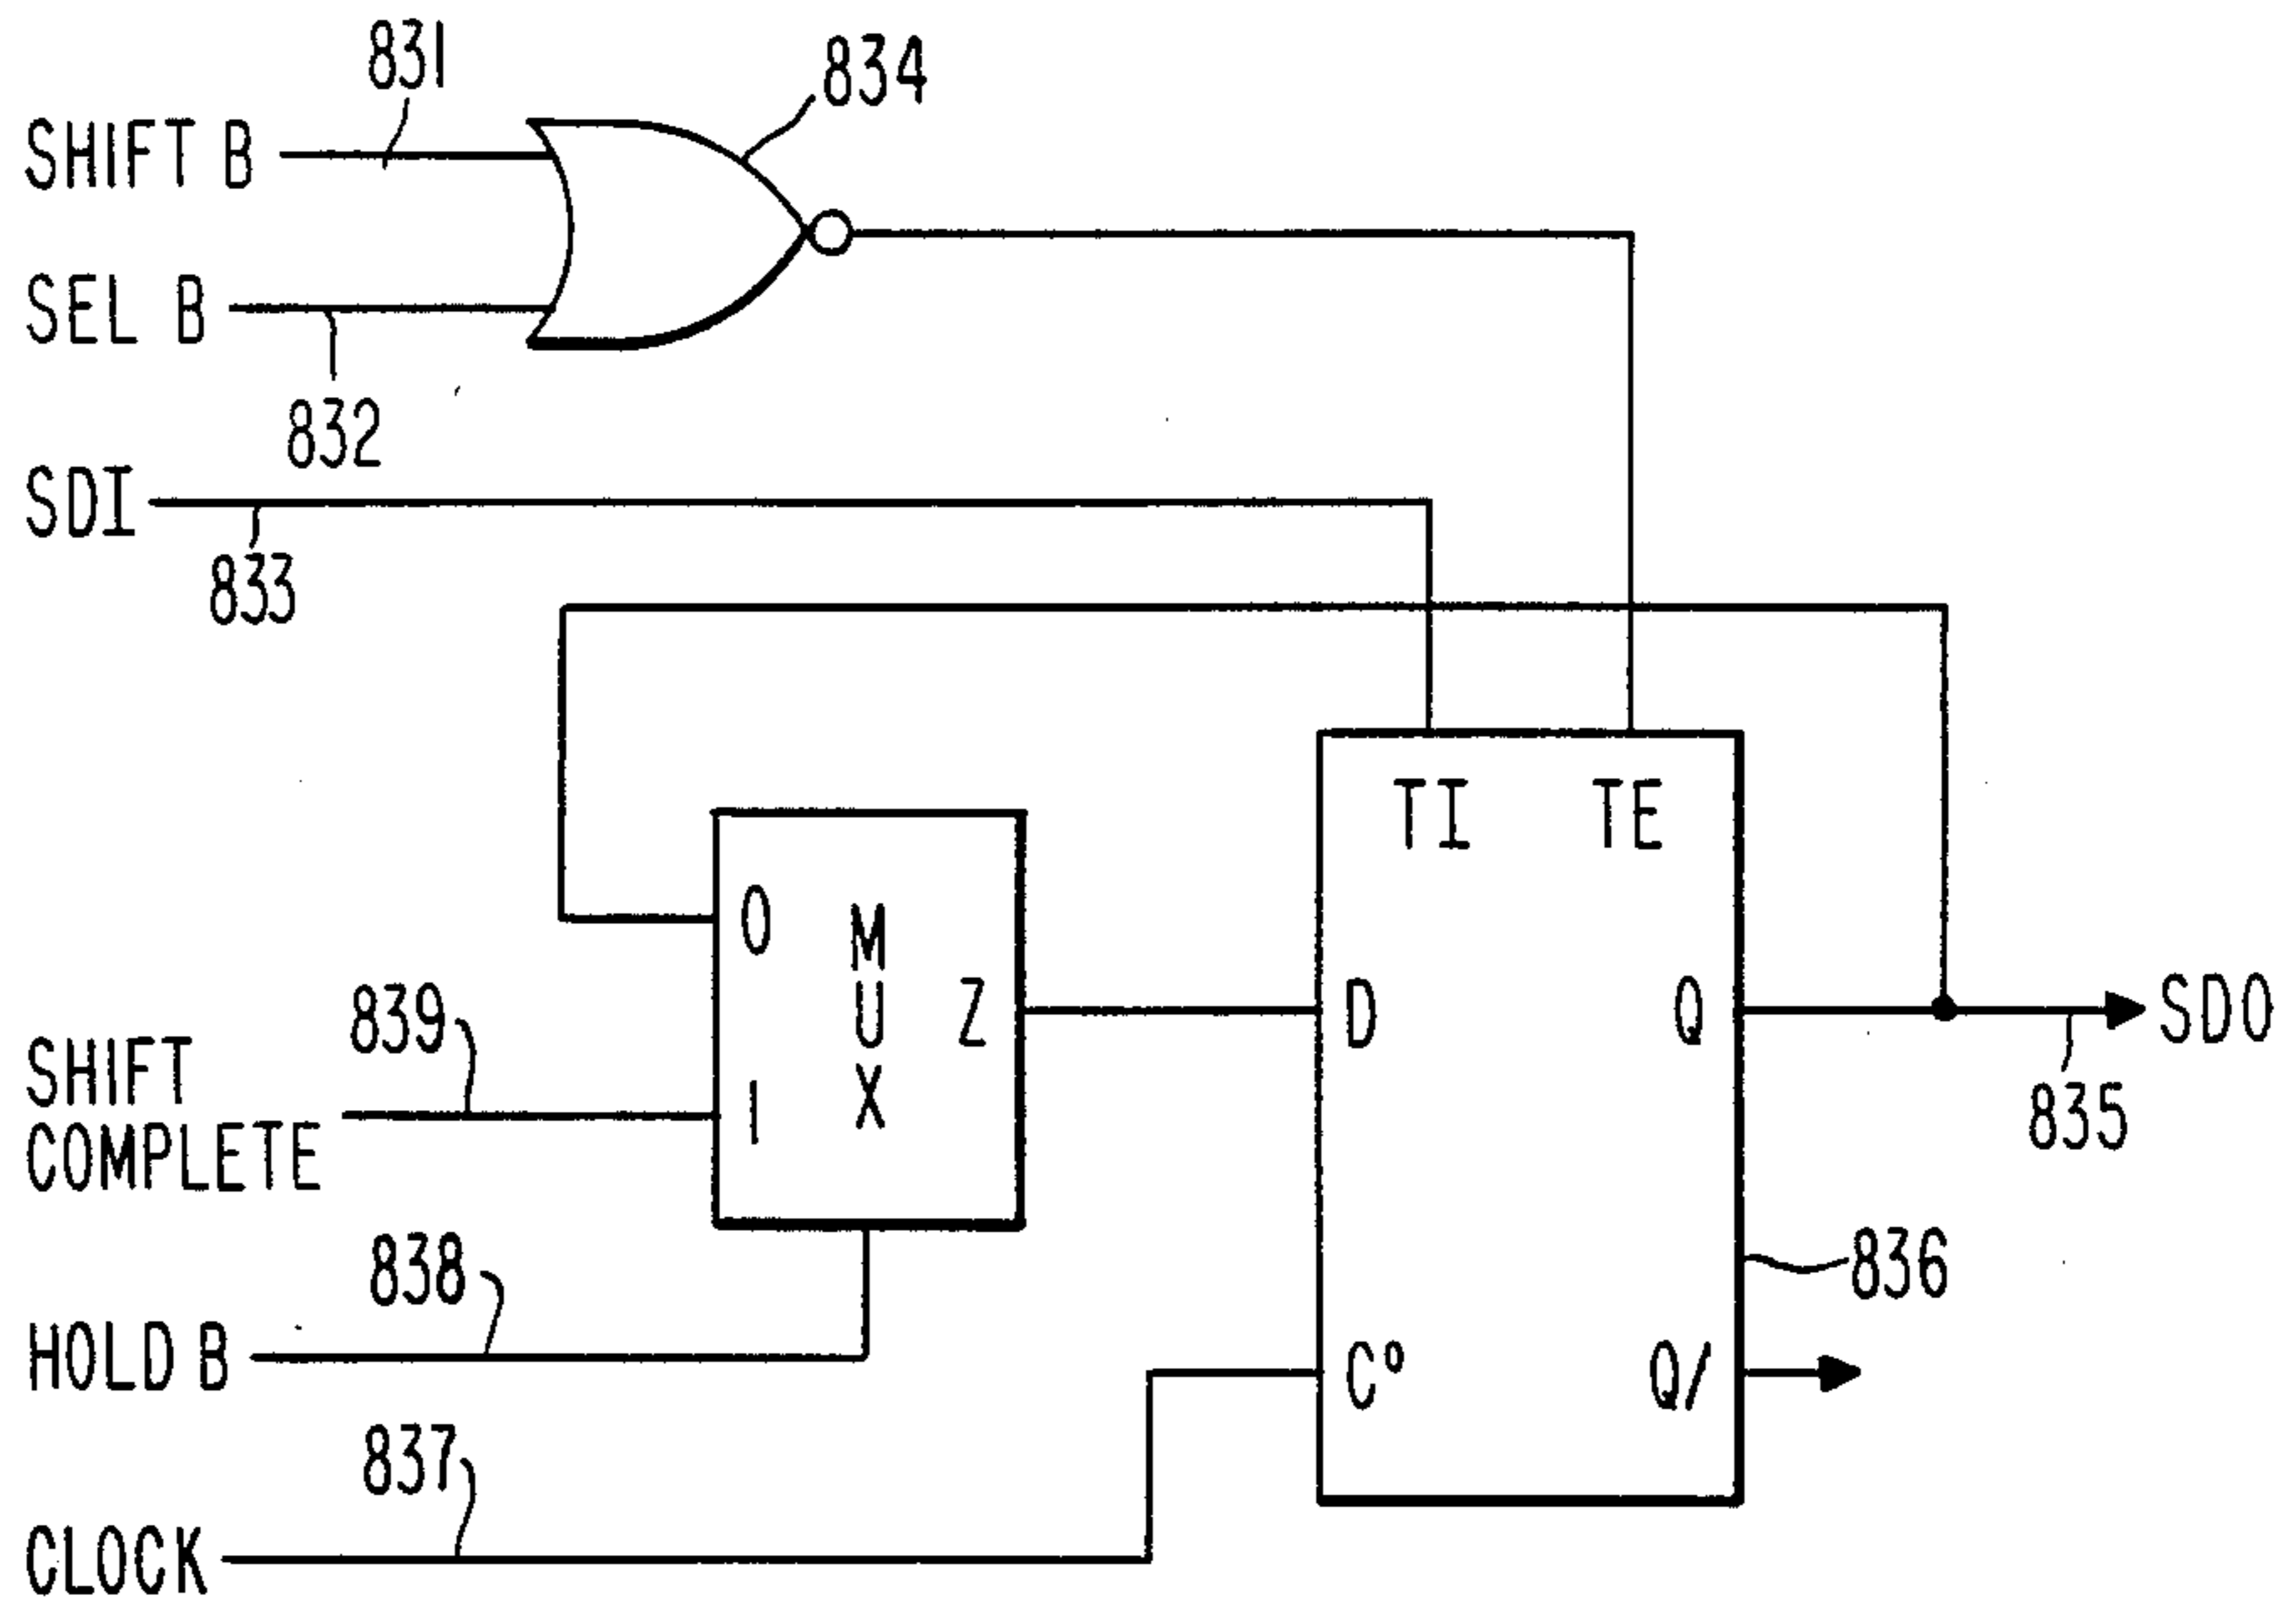 831
834
SHIFT B
SEL B
832
SDI
833
TI TE
0
MUX
Z
D
Q
SDO
839
835
SHIFT
COMPLETE
1
838
836
HOLD B
C°
Q/
837
CLOCK